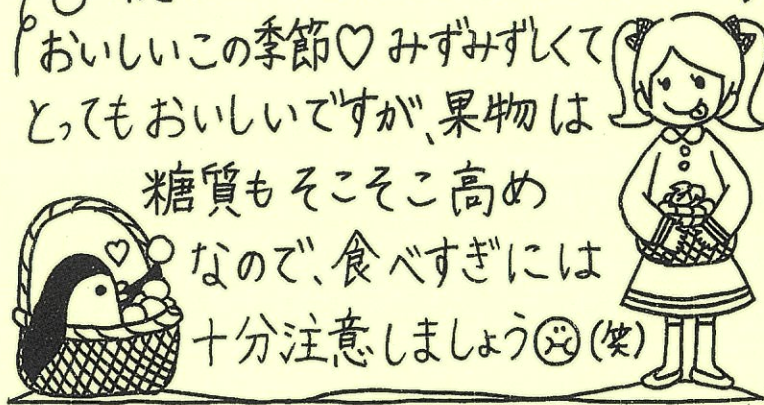 おいしいこの季節♡ みずみずしくて
とってもおいしいですが、果物は
糖質もそこそこ高め
なので、食べすぎには
十分注意しましょう☹(笑)